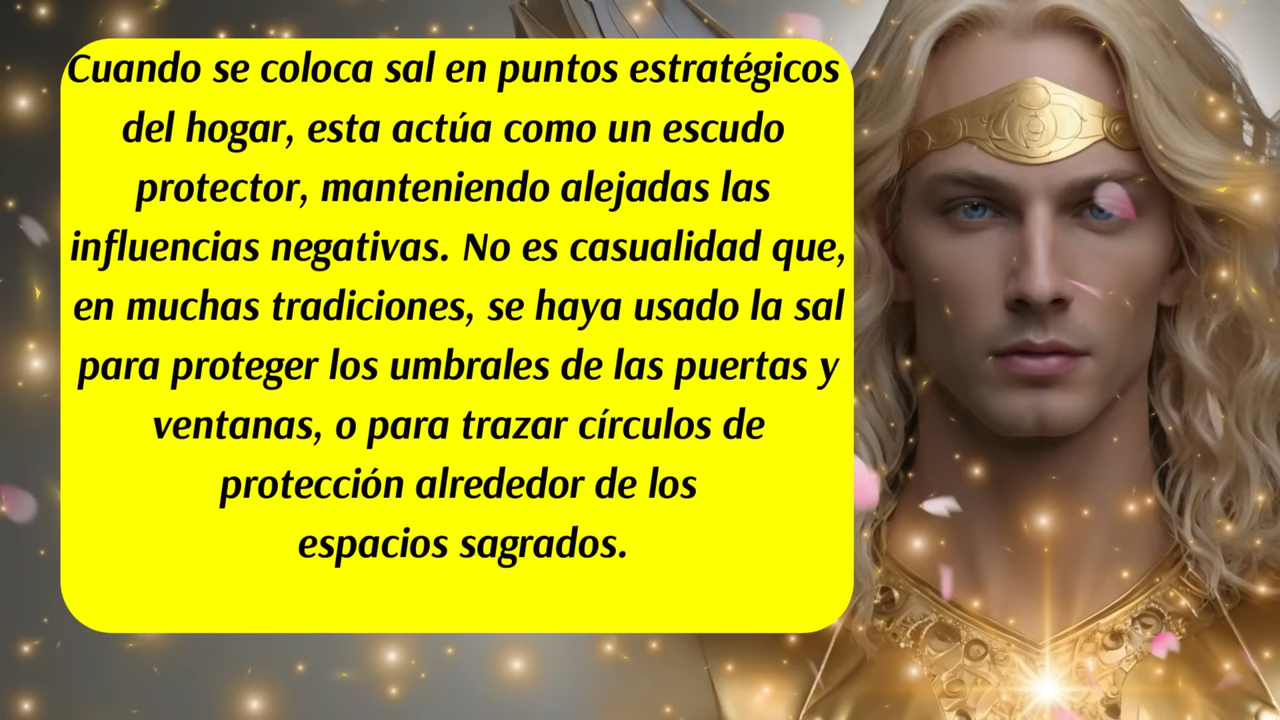 Cuando se coloca sal en puntos estratégicos
del hogar, esta actúa como un escudo
protector, manteniendo alejadas las
influencias negativas. No es casualidad que,
en muchas tradiciones, se haya usado la sal
para proteger los umbrales de las puertas y
ventanas, o para trazar círculos de
protección alrededor de los
espacios sagrados.